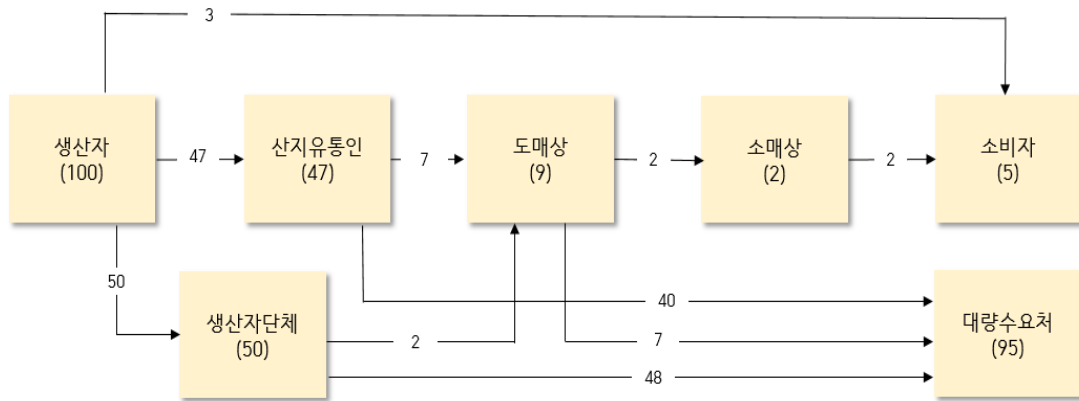 3
생산자
(100)
47
산지유통인
(47)
7
도매상
(9)
2
소매상
(2)
2
소비자
(5)
50
생산자단체
(50)
2
40
7
48
대량수요처
(95)